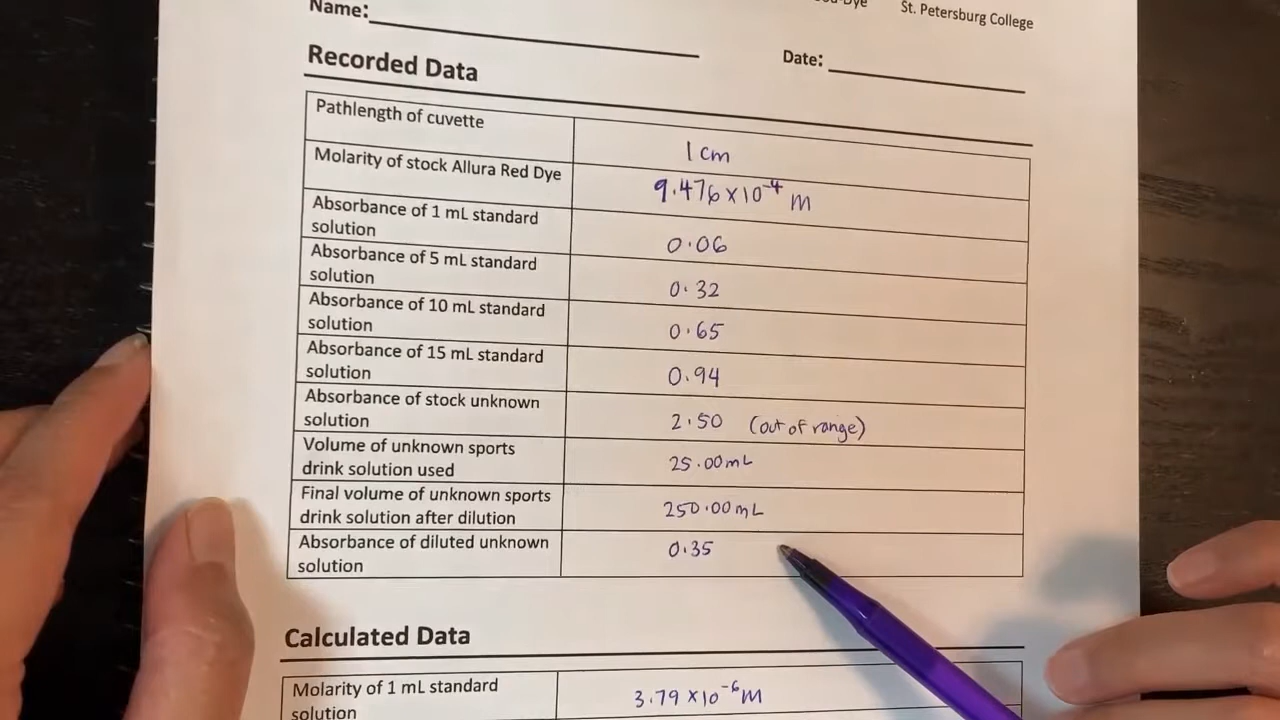 St. Petersburg College
Name:
Date:
Recorded Data
Pathlength of cuvette
1 cm
Molarity of stock Allura Red Dye
9.476 x 10⁻⁴ M
Absorbance of 1 mL standard
solution
0.06
Absorbance of 5 mL standard
solution
0.32
Absorbance of 10 mL standard
solution
0.65
Absorbance of 15 mL standard
solution
0.94
Absorbance of stock unknown
solution
2.50 (out of range)
Volume of unknown sports
drink solution used
25.00 mL
Final volume of unknown sports
drink solution after dilution
250.00 mL
Absorbance of diluted unknown
solution
0.35
Calculated Data
Molarity of 1 mL standard
solution
3.79 x 10⁻⁶ M